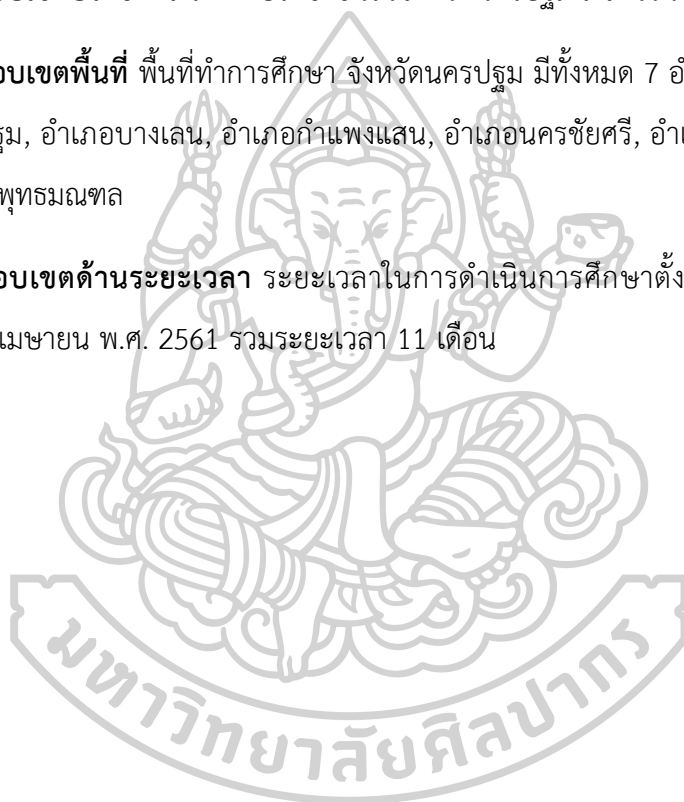 อบเขตพื้นที่ พื้นที่ทำการศึกษา จังหวัดนครปฐม มีทั้งหมด 7 อำ
ฐม, อำเภอบางเลน, อำเภอกำแพงแสน, อำเภอนครชัยศรี, อำเ
พุทธมณฑล
อบเขตด้านระยะเวลา ระยะเวลาในการดำเนินการศึกษาตั้ง
เมษายน พ.ศ. 2561 รวมระยะเวลา 11 เดือน
มหาวิทยาลัยศิลปากร